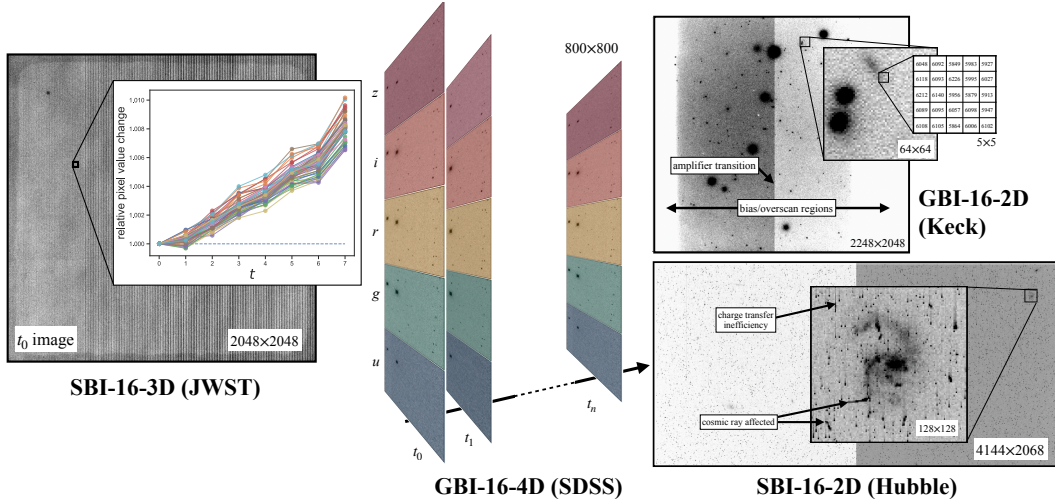 relative pixel value change
1,010
1,008
1,006
1,004
1,002
1,000
0 1 2 3 4 5 6 7
t
t0 image
2048×2048
SBI-16-3D (JWST)
z
i
r
g
u
800×800
t0
t1
tn
GBI-16-4D (SDSS)
6048 6092 5849 5983 5927
6118 6093 6226 5995 6027
6212 6140 5956 5879 5913
6089 6095 6057 6098 5947
6108 6105 5864 6006 6102
5×5
64×64
amplifier transition
bias/overscan regions
2248×2048
GBI-16-2D
(Keck)
charge transfer
inefficiency
cosmic ray affected
128×128
4144×2068
SBI-16-2D (Hubble)